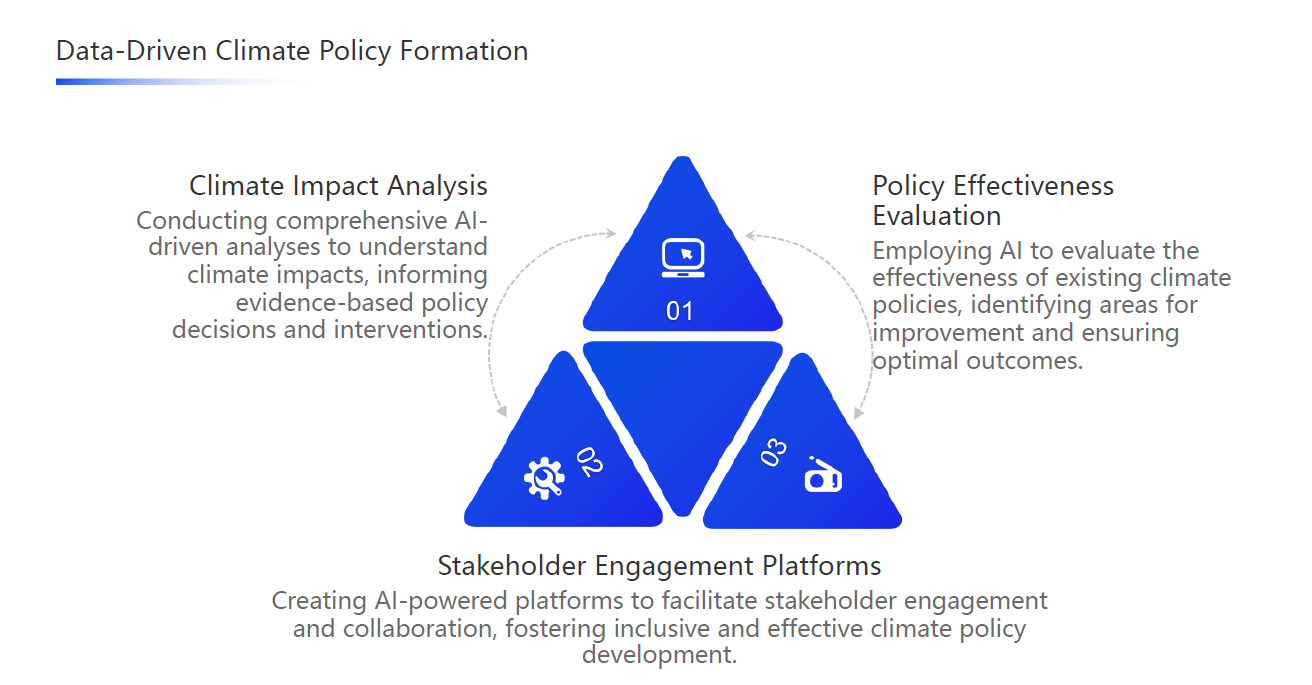 Data-Driven Climate Policy Formation
Climate Impact Analysis
Conducting comprehensive AI-
driven analyses to understand
climate impacts, informing
evidence-based policy
decisions and interventions.
Policy Effectiveness
Evaluation
Employing AI to evaluate the
effectiveness of existing climate
policies, identifying areas for
improvement and ensuring
optimal outcomes.
01
02
03
Stakeholder Engagement Platforms
Creating AI-powered platforms to facilitate stakeholder engagement
and collaboration, fostering inclusive and effective climate policy
development.